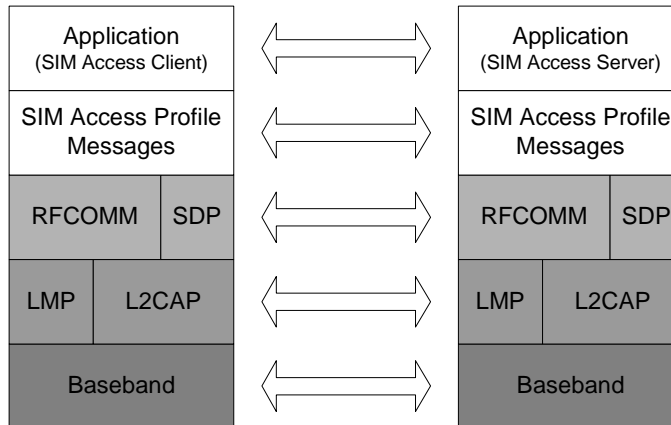 Application
(SIM Access Client)
SIM Access Profile
Messages
RFCOMM
SDP
LMP
L2CAP
Baseband
Application
(SIM Access Server)
SIM Access Profile
Messages
RFCOMM
SDP
LMP
L2CAP
Baseband